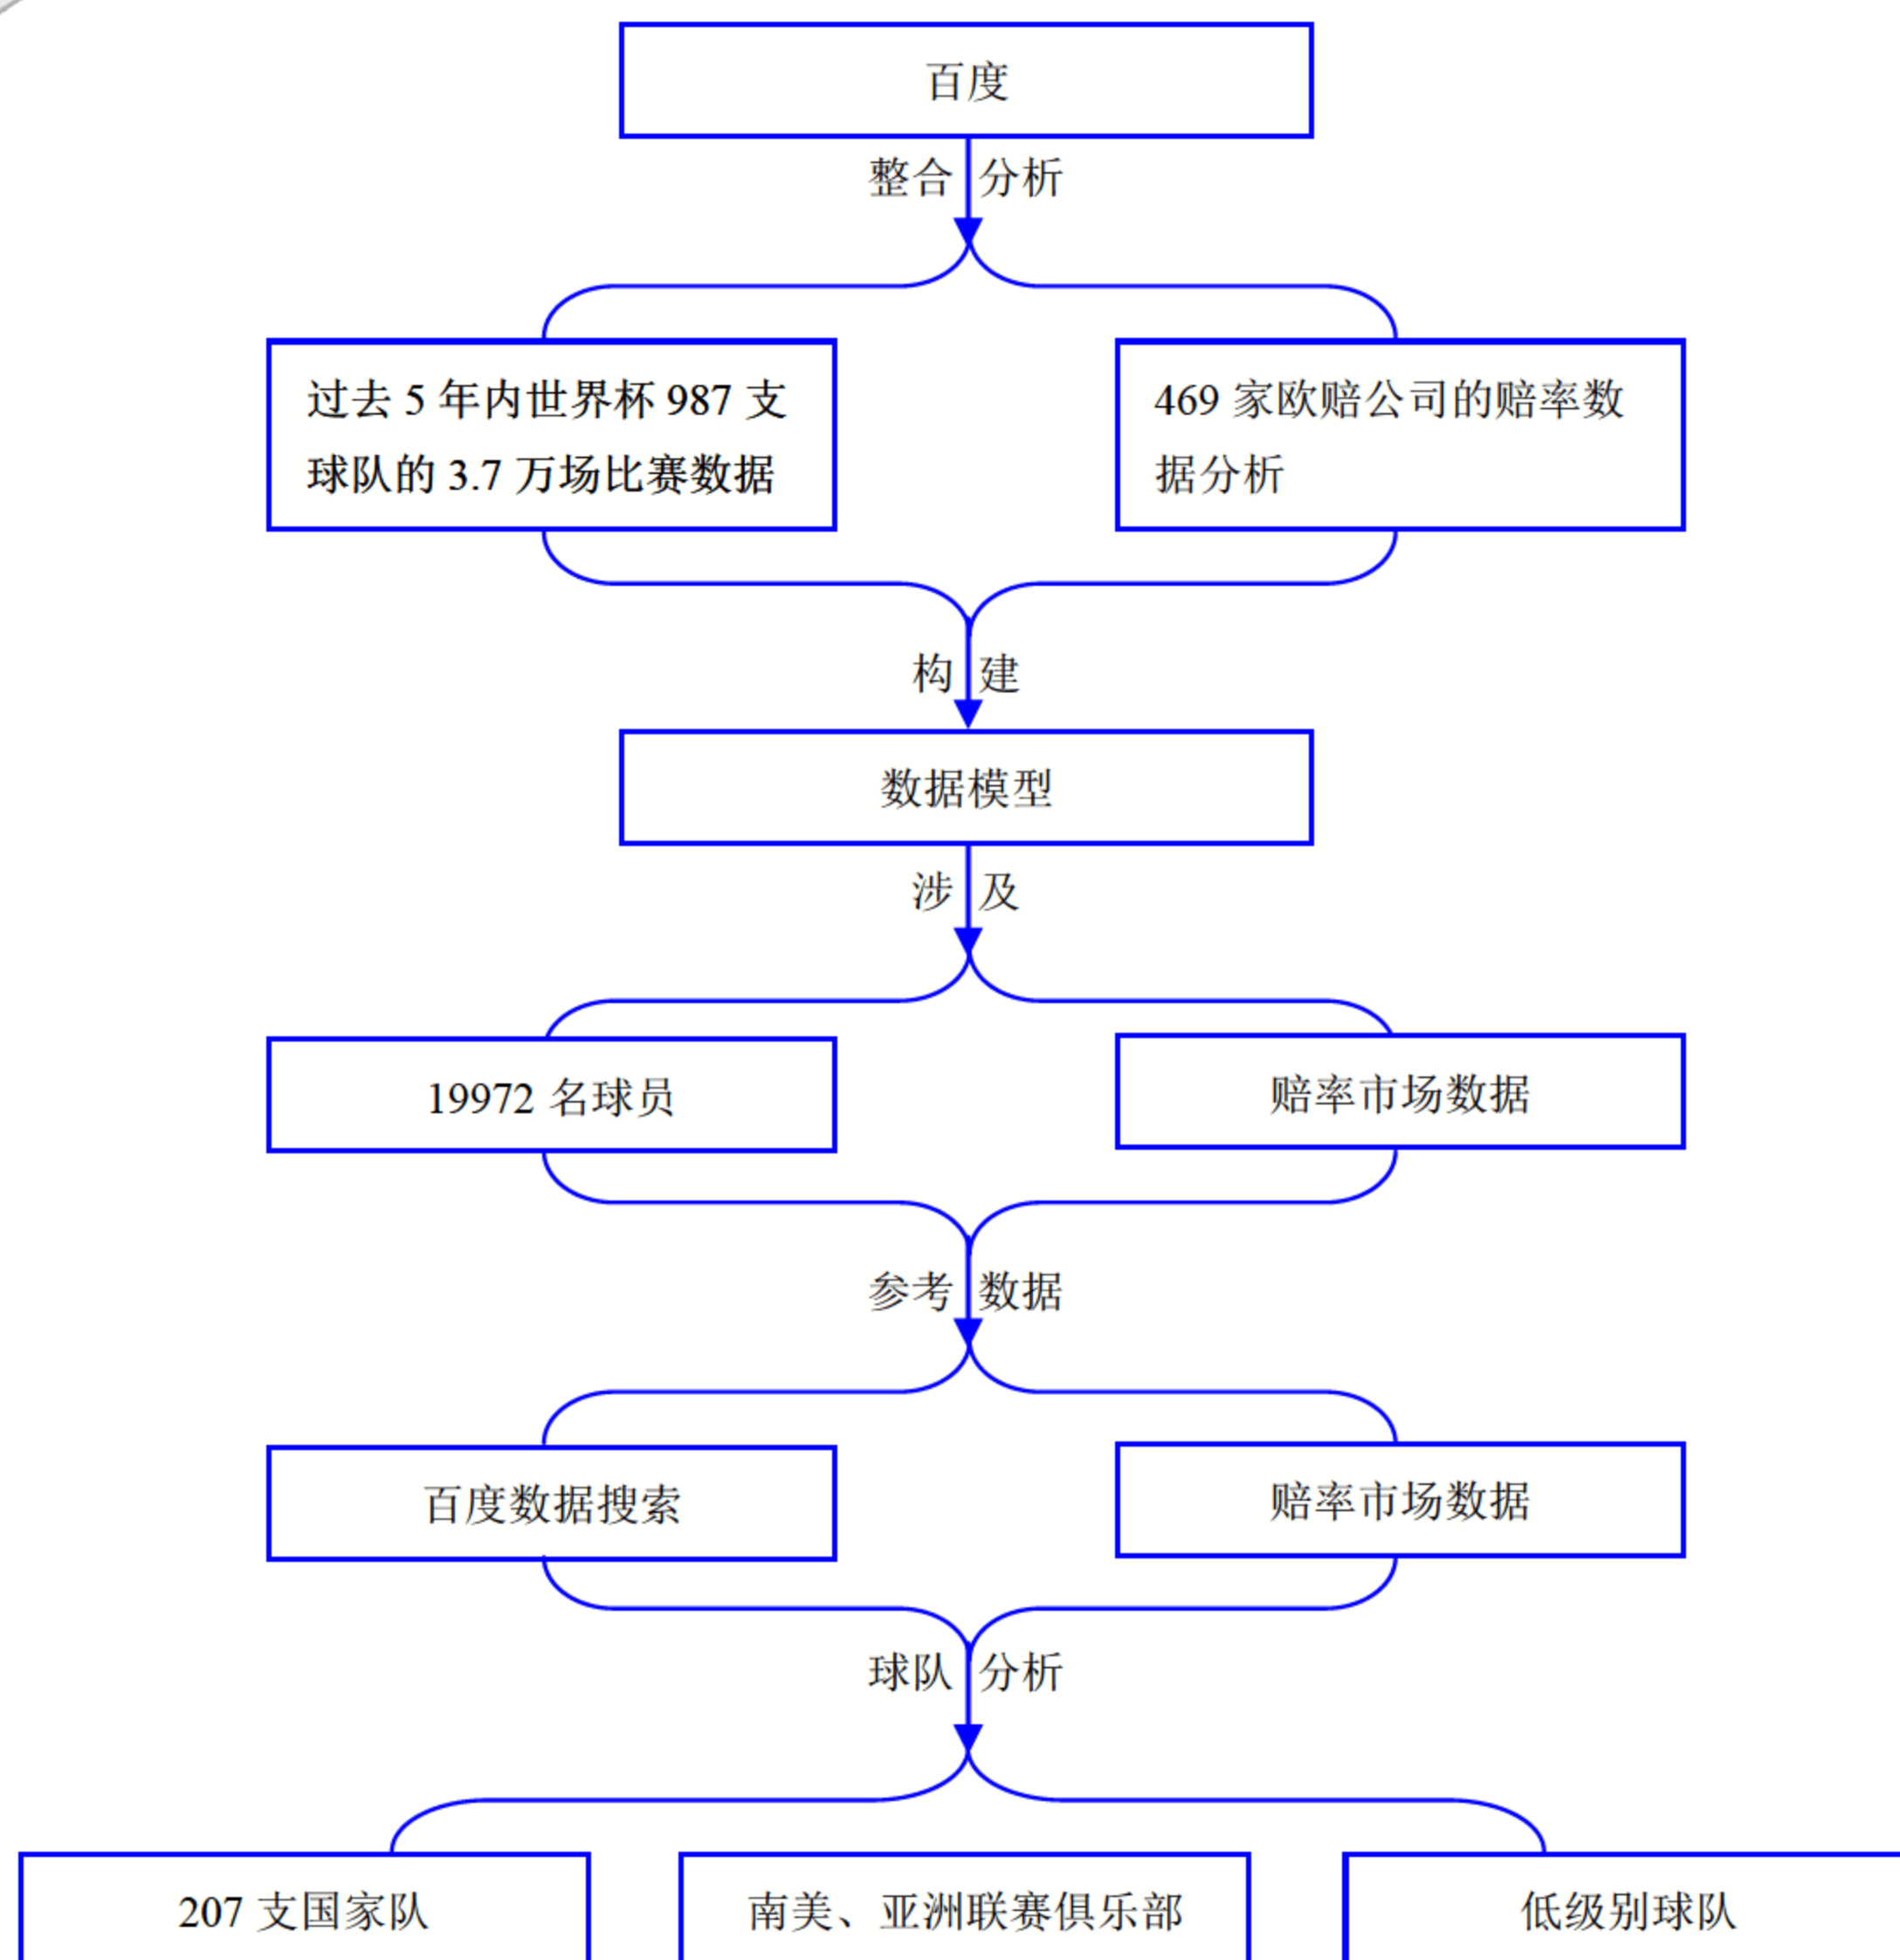 百度
整合 分析
过去 5 年内世界杯 987 支
球队的 3.7 万场比赛数据
469 家欧赔公司的赔率数
据分析
构 建
数据模型
涉 及
19972 名球员
赔率市场数据
参考 数据
百度数据搜索
赔率市场数据
球队 分析
207 支国家队
南美、亚洲联赛俱乐部
低级别球队